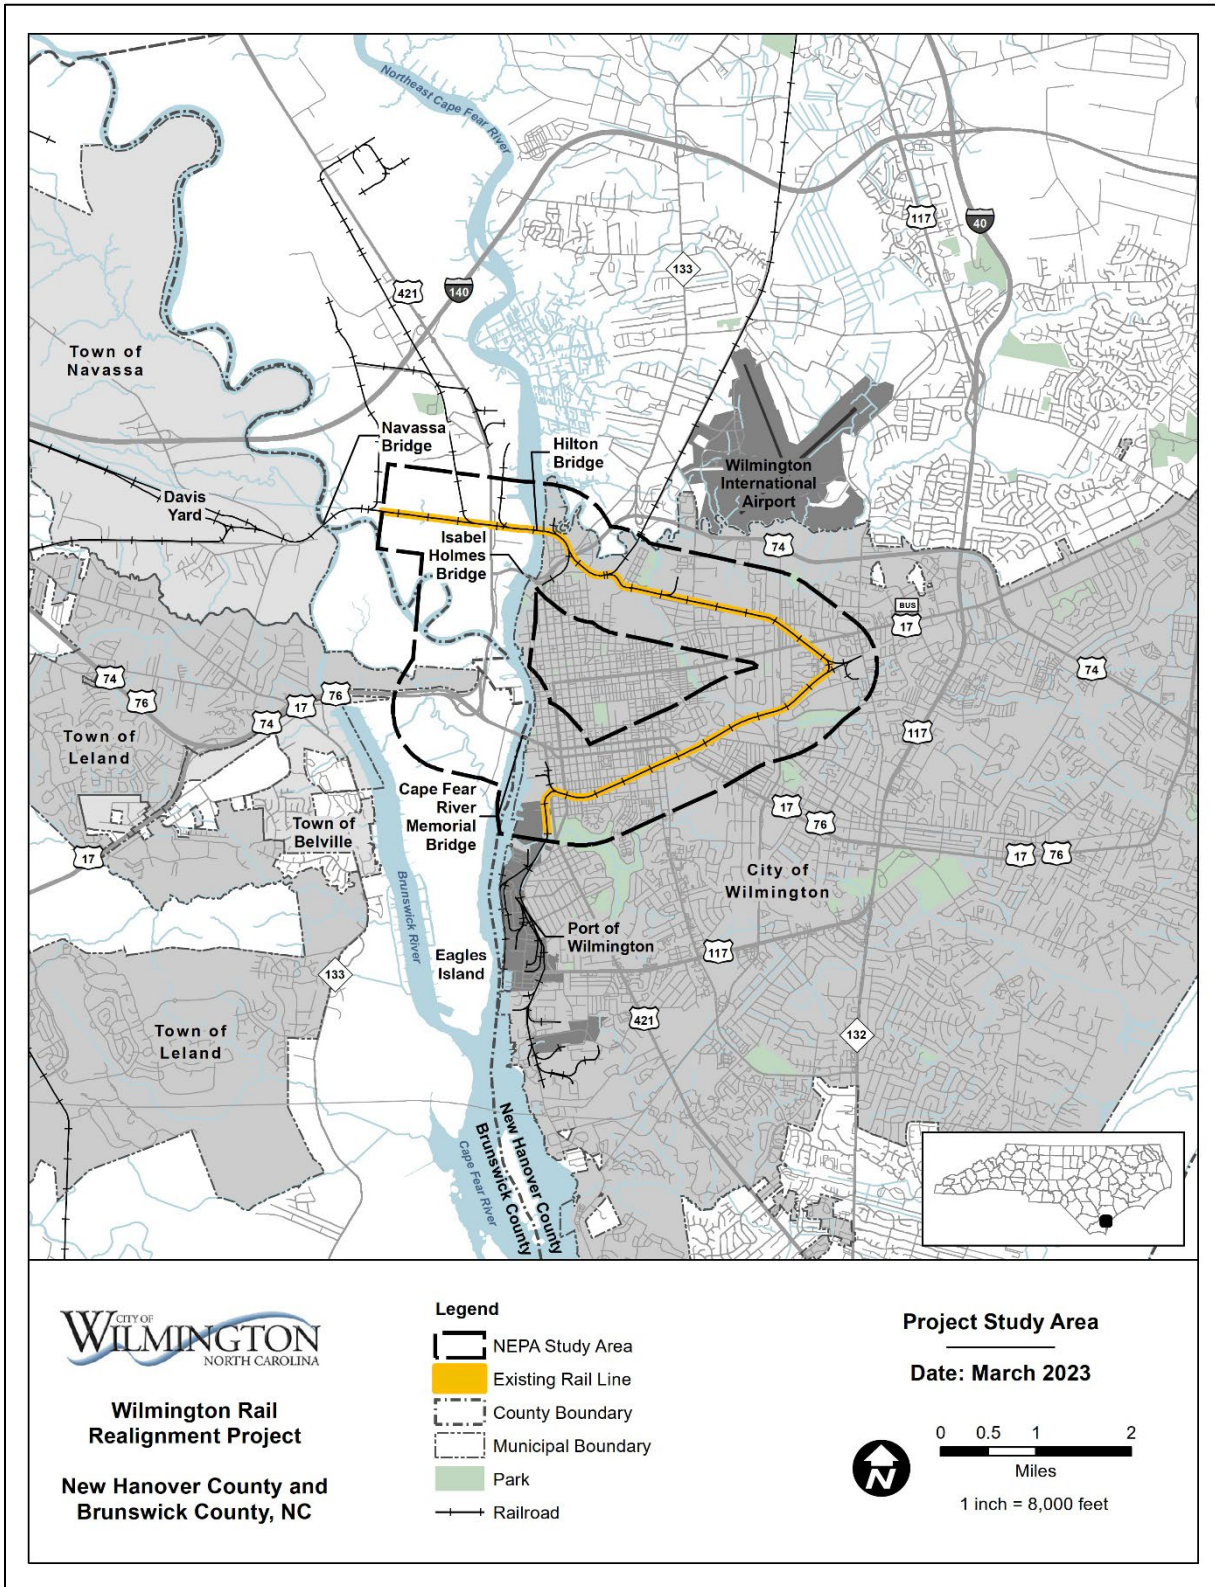 Northeast Cape Fear River
117
40
133
421
140
Town of
Navassa
Navassa
Bridge
Hilton
Bridge
Wilmington
International
Airport
Davis
Yard
Isabel
Holmes
Bridge
74
BUS
17
74
76
74
17
76
74
117
Town of
Leland
Cape Fear
River
Memorial
Bridge
Town of
Belville
17
76
17
17
76
City of
Wilmington
Brunswick River
Port of
Wilmington
117
Eagles
Island
133
421
132
Town of
Leland
New Hanover County
Brunswick County
Cape Fear River
CITY OF
WILMINGTON
NORTH CAROLINA
Wilmington Rail
Realignment Project
New Hanover County and
Brunswick County, NC
Legend
NEPA Study Area
Existing Rail Line
County Boundary
Municipal Boundary
Park
Railroad
Project Study Area
Date: March 2023
N
0 0.5 1 2
Miles
1 inch = 8,000 feet